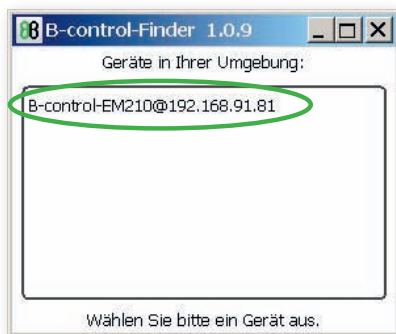 B-control-Finder 1.0.9
Geräte in Ihrer Umgebung:
B-control-EM210@192.168.91.81
Wählen Sie bitte ein Gerät aus.